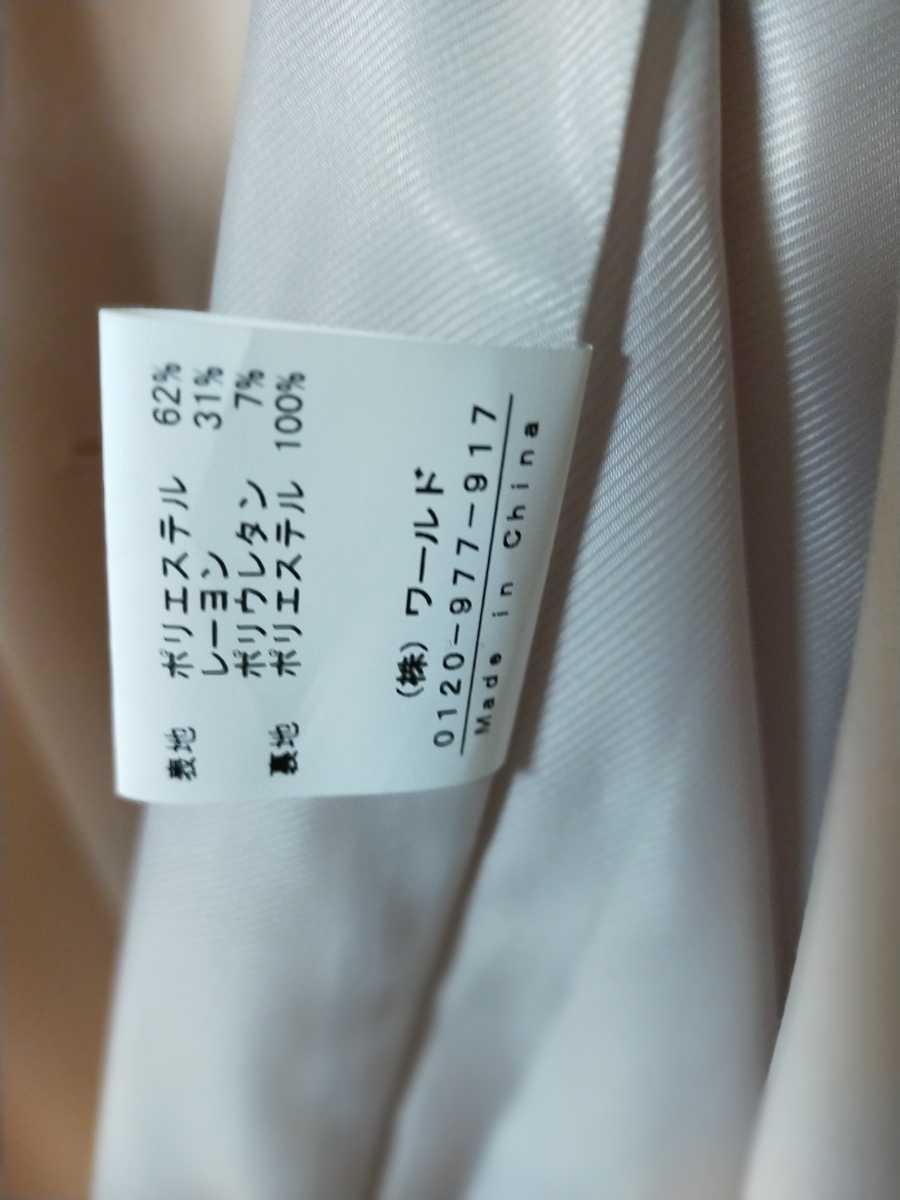 表地 ポリエステル 62%
レーヨン 31%
ポリウレタン 7%
裏地 ポリエステル 100%
(株) ワールド
0120-977-917
Made in China